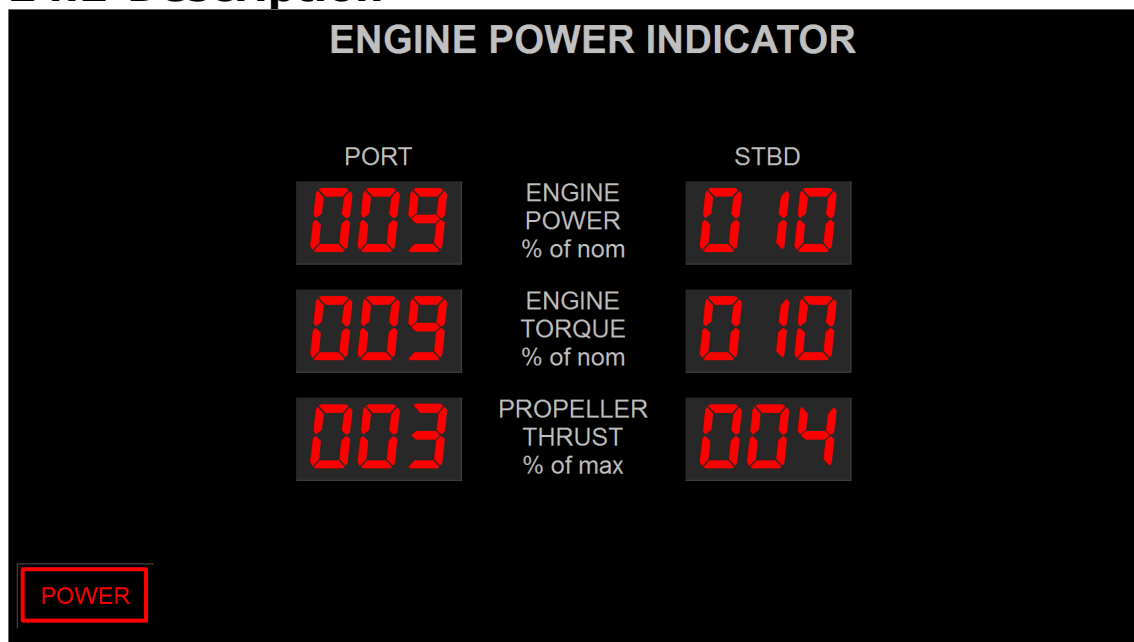 ENGINE POWER INDICATOR
PORT STBD
009 ENGINE POWER % of nom 010
009 ENGINE TORQUE % of nom 010
003 PROPELLER THRUST % of max 004
POWER